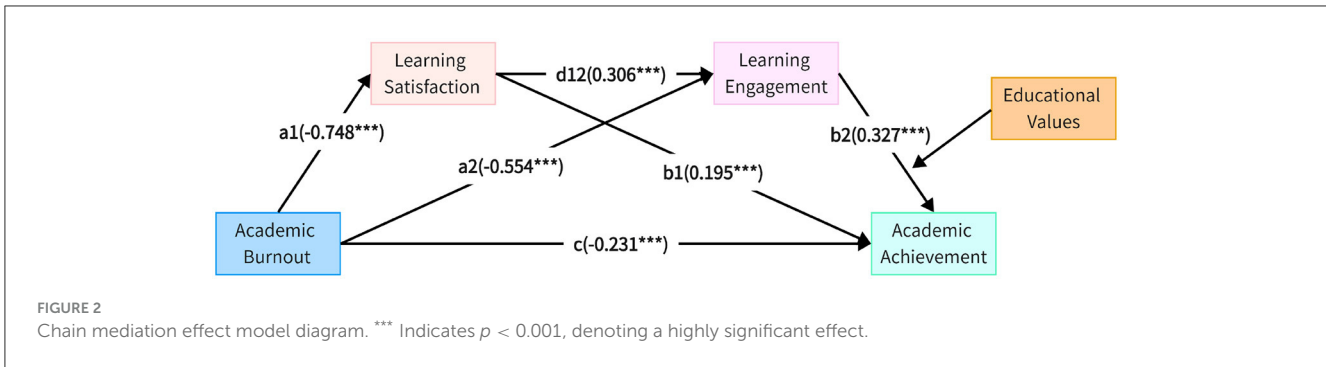 Learning
Satisfaction
d12(0.306***)
Learning
Engagement
Educational
Values
a1(-0.748***)
b2(0.327***)
a2(-0.554***)
b1(0.195***)
Academic
Burnout
c(-0.231***)
Academic
Achievement
FIGURE 2
Chain mediation effect model diagram. *** Indicates p < 0.001, denoting a highly significant effect.